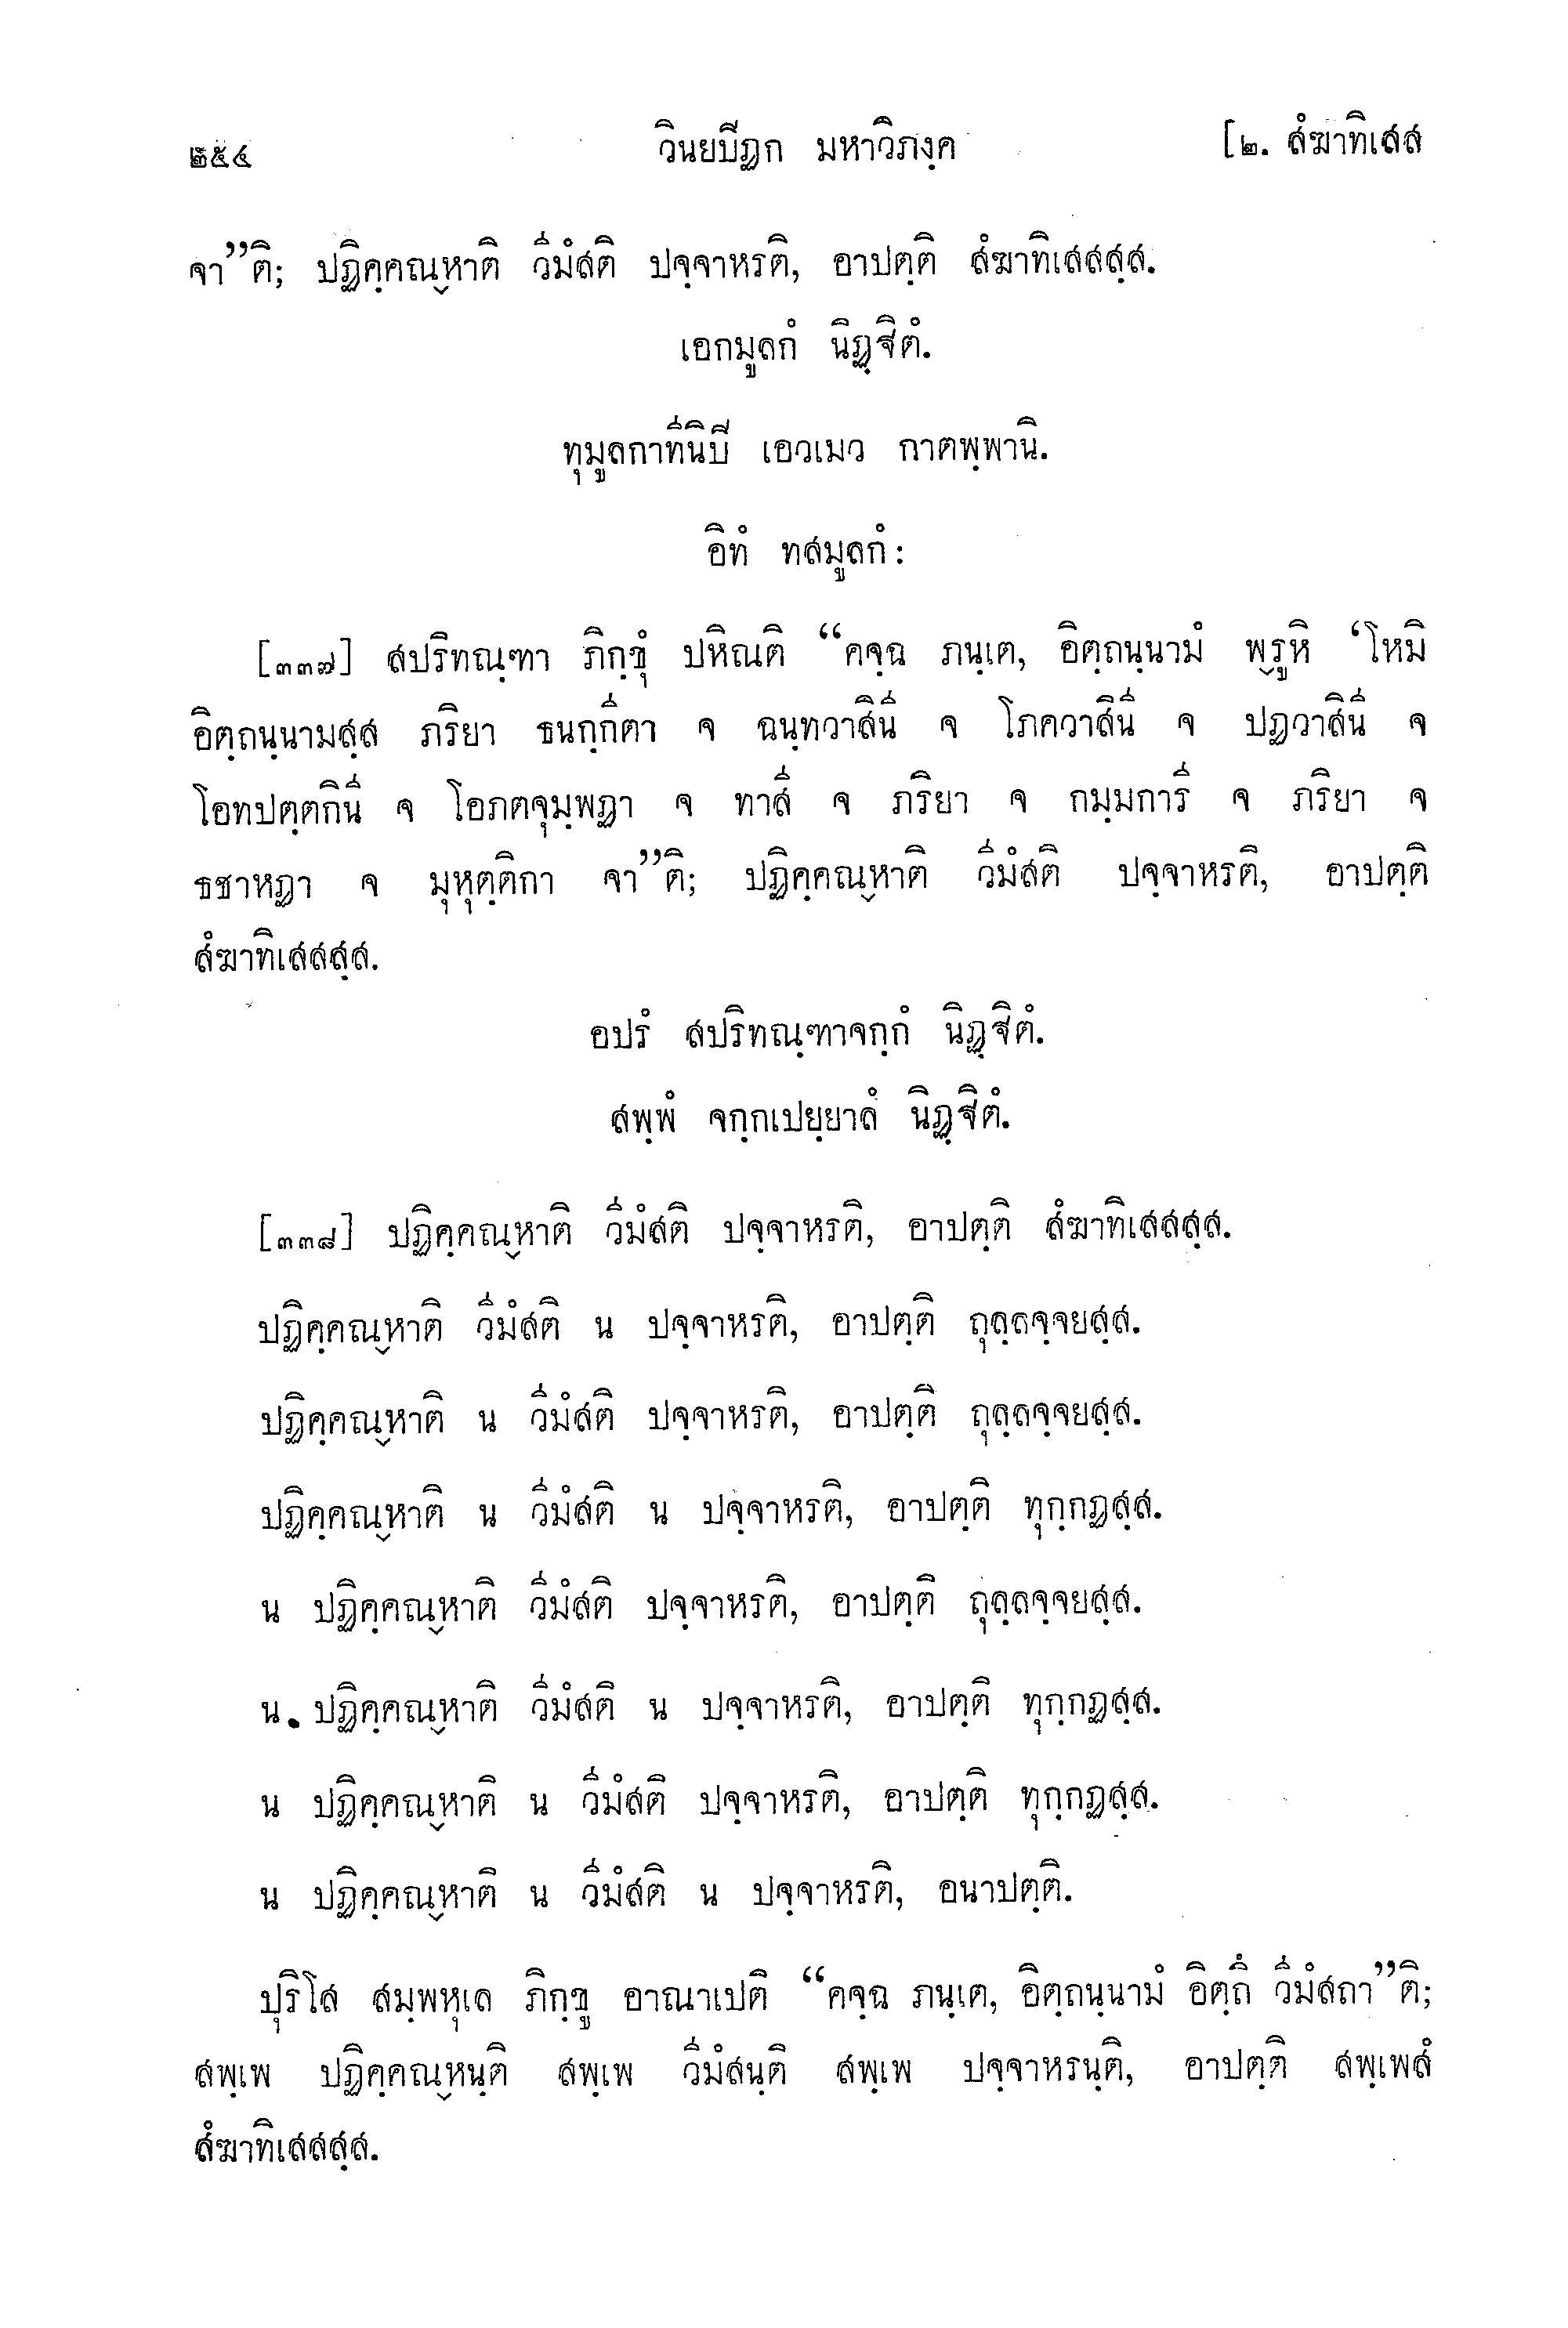 ๒๕๔ วินยปิฏก มหาวิภงฺค [๒. สํฆาทิเสส
จา”ติ; ปฏิคฺคณฺหาติ วีมํสติ ปจฺจาหรติ, อาปตฺติ สํฆาทิเสสสฺส.
เอกมูลกํ นิฏฺฐิตํ.
ทุมูลกาทีนิปิ เอวเมว กาตพฺพานิ.
อิทํ ทสมูลกํ:
[๓๓๗] สปริทณฺฑา ภิกฺขุํ ปหิณติ “คจฺฉ ภนฺเต, อิตฺถนฺนามํ พฺรูหิ ‘โหมิ
อิตฺถนฺนามสฺส ภริยา ธนกฺกีตา จ ฉนฺทวาสินี จ โภควาสินี จ ปฏวาสินี จ
โอทปตฺตกินี จ โอภตจุมฺพฏา จ ทาสี จ ภริยา จ กมฺมการี จ ภริยา จ
ธชาหฏา จ มุหุตฺติกา จา”ติ; ปฏิคฺคณฺหาติ วีมํสติ ปจฺจาหรติ, อาปตฺติ
สํฆาทิเสสสฺส.
อปรํ สปริทณฺฑาจกฺกํ นิฏฺฐิตํ.
สพฺพํ จกฺกเปยฺยาลํ นิฏฺฐิตํ.
[๓๓๘] ปฏิคฺคณฺหาติ วีมํสติ ปจฺจาหรติ, อาปตฺติ สํฆาทิเสสสฺส.
ปฏิคฺคณฺหาติ วีมํสติ น ปจฺจาหรติ, อาปตฺติ ถุลฺลจฺจยสฺส.
ปฏิคฺคณฺหาติ น วีมํสติ ปจฺจาหรติ, อาปตฺติ ถุลฺลจฺจยสฺส.
ปฏิคฺคณฺหาติ น วีมํสติ น ปจฺจาหรติ, อาปตฺติ ทุกฺกฏสฺส.
น ปฏิคฺคณฺหาติ วีมํสติ ปจฺจาหรติ, อาปตฺติ ถุลฺลจฺจยสฺส.
น ปฏิคฺคณฺหาติ วีมํสติ น ปจฺจาหรติ, อาปตฺติ ทุกฺกฏสฺส.
น ปฏิคฺคณฺหาติ น วีมํสติ ปจฺจาหรติ, อาปตฺติ ทุกฺกฏสฺส.
น ปฏิคฺคณฺหาติ น วีมํสติ น ปจฺจาหรติ, อนาปตฺติ.
ปุริโส สมฺพหุเล ภิกฺขู อาณาเปติ “คจฺฉ ภนฺเต, อิตฺถนฺนามํ อิตฺถึ วีมํสถา”ติ;
สพฺเพ ปฏิคฺคณฺหนฺติ สพฺเพ วีมํสนฺติ สพฺเพ ปจฺจาหรนฺติ, อาปตฺติ สพฺเพสํ
สํฆาทิเสสสฺส.